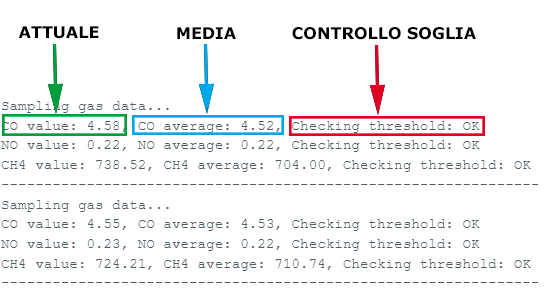 ATTUALE MEDIA CONTROLLO SOGLIA
Sampling gas data...
CO value: 4.58, CO average: 4.52, Checking threshold: OK
NO value: 0.22, NO average: 0.22, Checking threshold: OK
CH4 value: 738.52, CH4 average: 704.00, Checking threshold: OK
--------------------------------------------------------------
Sampling gas data...
CO value: 4.55, CO average: 4.53, Checking threshold: OK
NO value: 0.23, NO average: 0.22, Checking threshold: OK
CH4 value: 724.21, CH4 average: 710.74, Checking threshold: OK
--------------------------------------------------------------